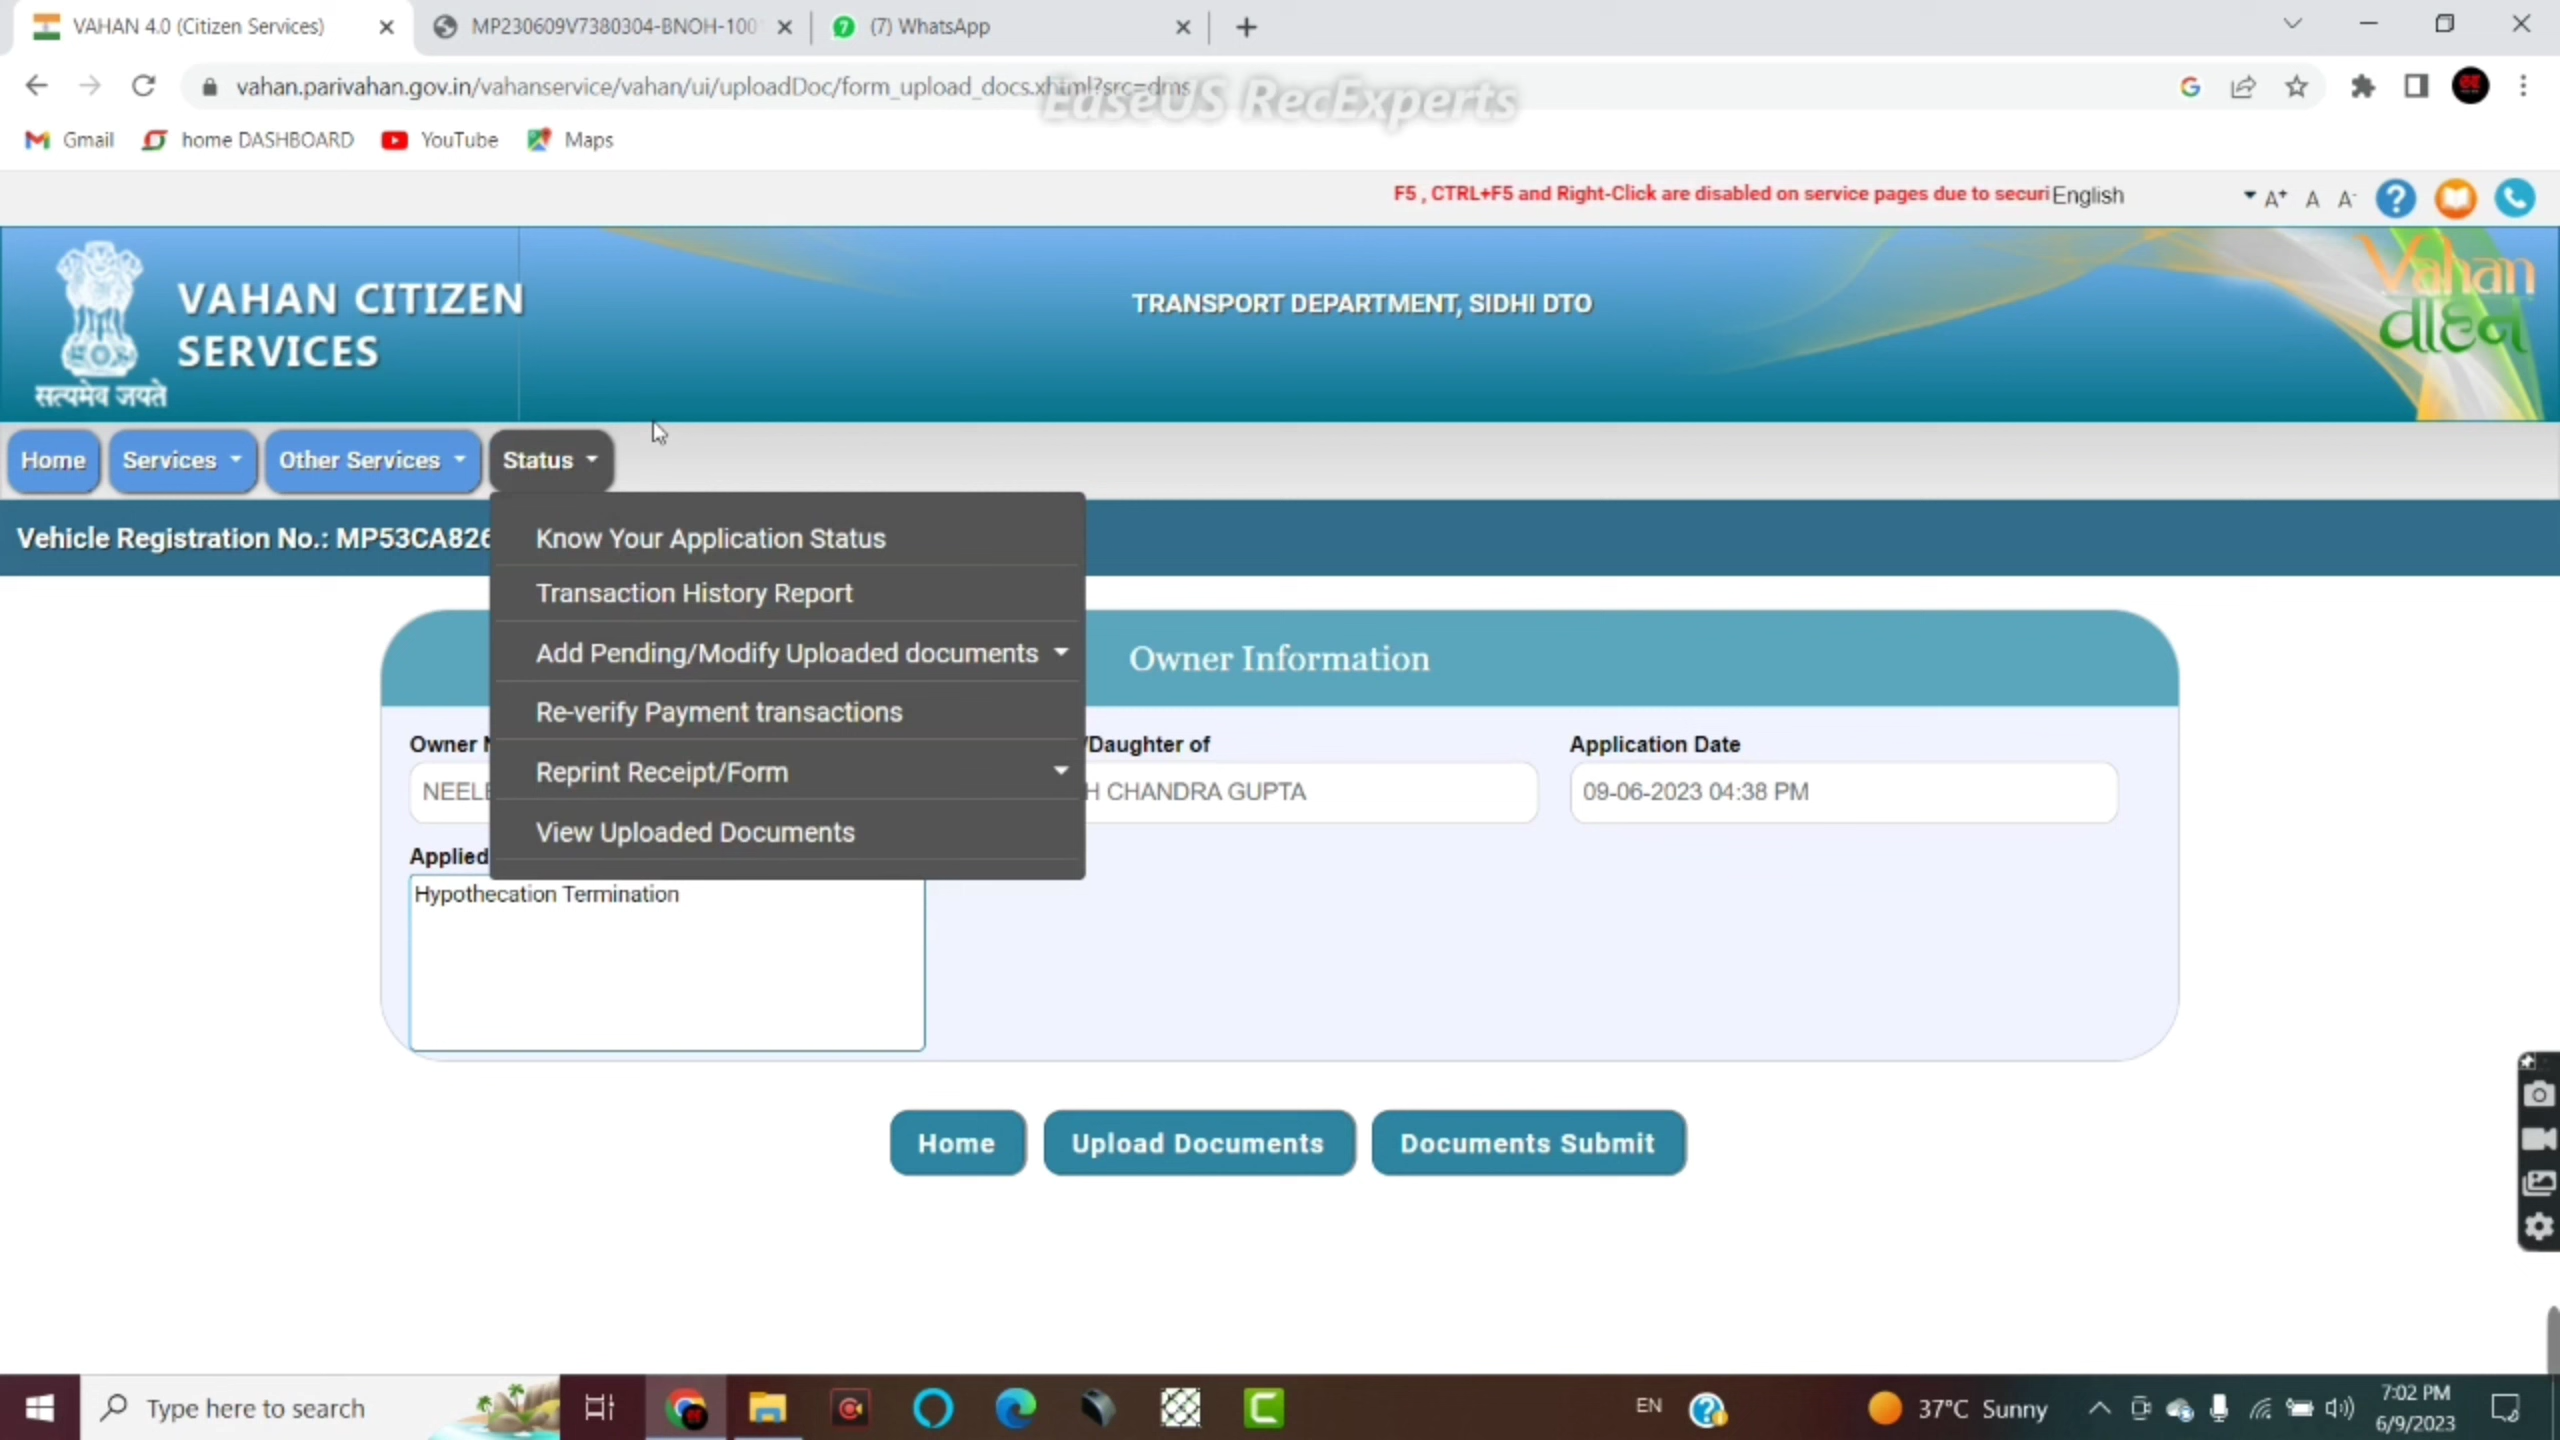 VAHAN 4.0 (Citizen Services)
MP230609V7380304-BNOH-100
7 (7) WhatsApp
vahan.parivahan.gov.in/vahanservice/vahan/ui/uploadDoc/form_upload_docs.xhtml?src=dms
EaseUS RecExperts
Gmail
home DASHBOARD
YouTube
Maps
F5 , CTRL+F5 and Right-Click are disabled on service pages due to securi
English
A+ A A-
VAHAN CITIZEN
SERVICES
सत्यमेव जयते
TRANSPORT DEPARTMENT, SIDHI DTO
Vahan
वाहन
Home
Services
Other Services
Status
Vehicle Registration No.: MP53CA826
Know Your Application Status
Transaction History Report
Add Pending/Modify Uploaded documents
Re-verify Payment transactions
Reprint Receipt/Form
View Uploaded Documents
Owner Information
Owner N
/Daughter of
Application Date
NEELE
H CHANDRA GUPTA
09-06-2023 04:38 PM
Applied
Hypothecation Termination
Home
Upload Documents
Documents Submit
Type here to search
EN
37°C Sunny
7:02 PM
6/9/2023